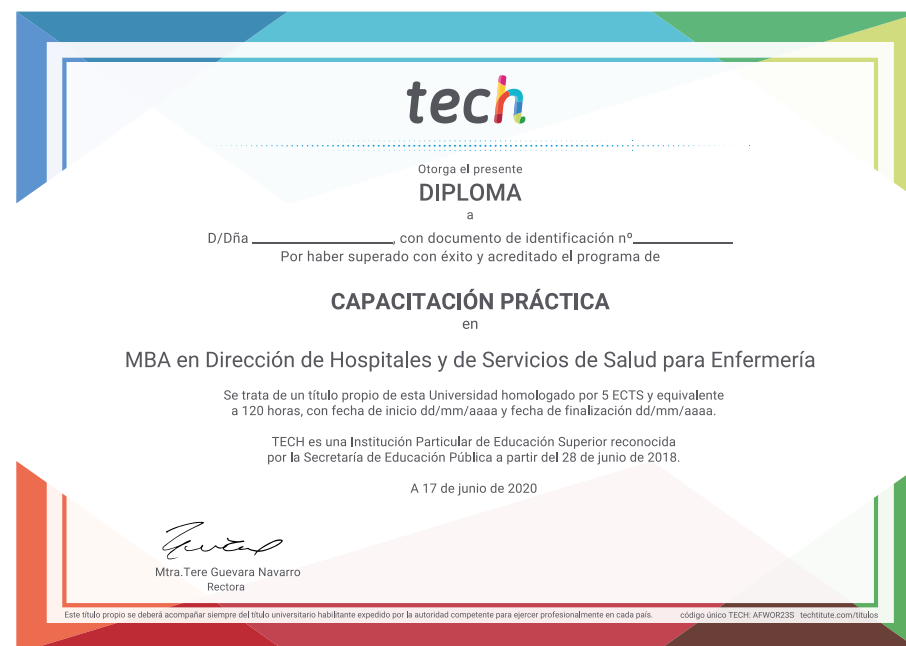 tech
Otorga el presente
DIPLOMA
a
D/Dña ________________, con documento de identificación nº____________
Por haber superado con éxito y acreditado el programa de
CAPACITACIÓN PRÁCTICA
en
MBA en Dirección de Hospitales y de Servicios de Salud para Enfermería
Se trata de un título propio de esta Universidad homologado por 5 ECTS y equivalente
a 120 horas, con fecha de inicio dd/mm/aaaa y fecha de finalización dd/mm/aaaa.
TECH es una Institución Particular de Educación Superior reconocida
por la Secretaría de Educación Pública a partir del 28 de junio de 2018.
A 17 de junio de 2020
Mtra.Tere Guevara Navarro
Rectora
Este título propio se deberá acompañar siempre del título universitario habilitante expedido por la autoridad competente para ejercer profesionalmente en cada país. código único TECH: AFWOR23S techtitute.com/titulos